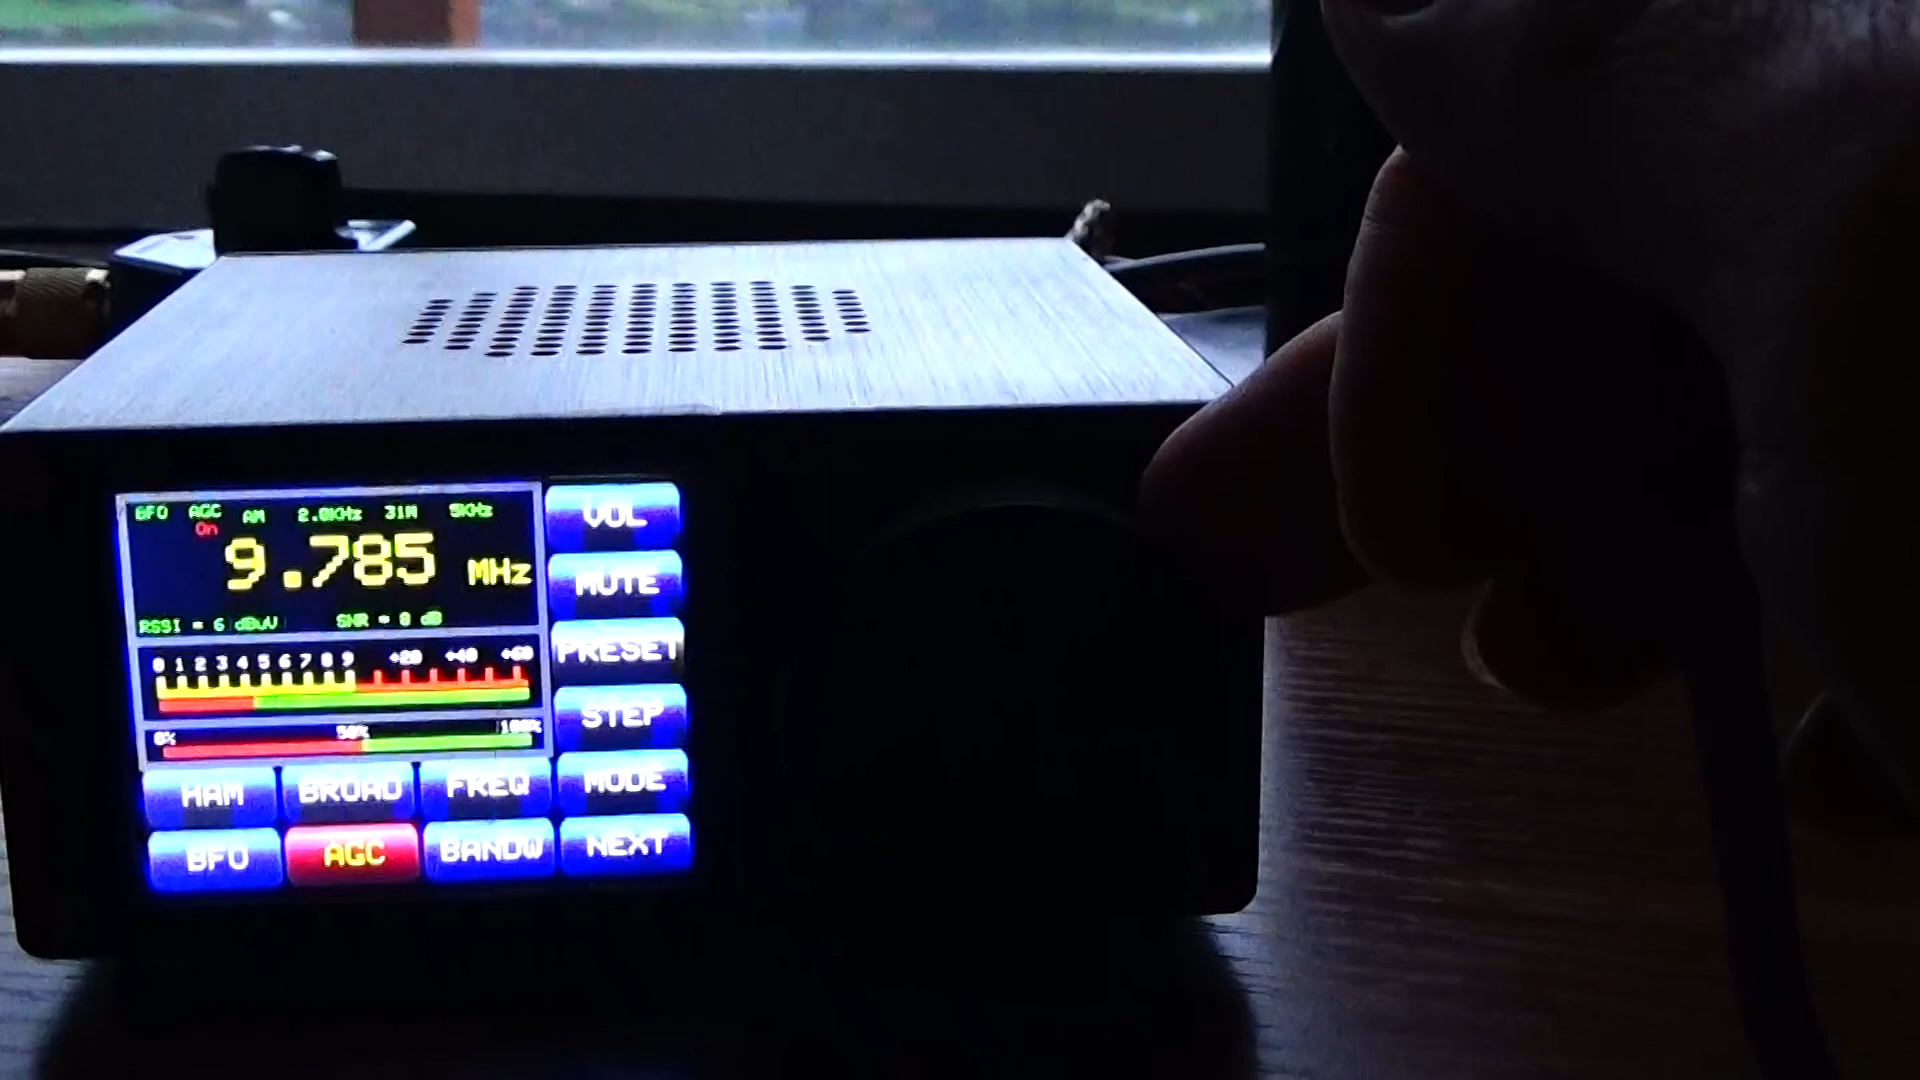 BFO AGC AM 2.0KHz 31M 5KHz
On
9.785 MHz
RSSI = 6 dBuV SNR = 0 dB
0 1 2 3 4 5 6 7 8 9 +20 +40 +60
0% 50% 100%
VOL
MUTE
PRESET
STEP
HAM BROAD FREQ MODE
BFO AGC BANDW NEXT